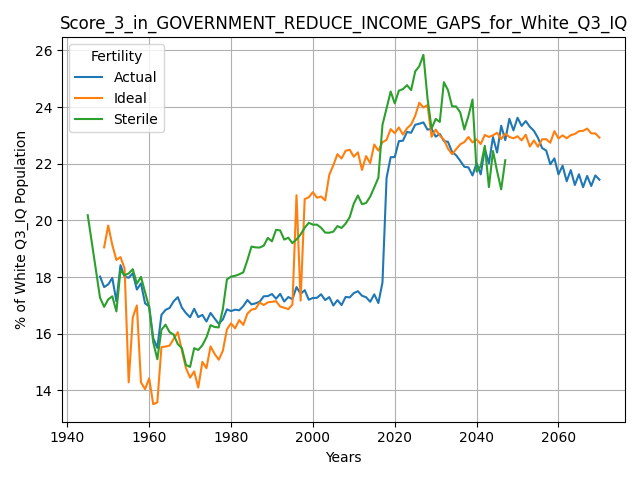 Score_3_in_GOVERNMENT_REDUCE_INCOME_GAPS_for_White_Q3_IQ
Fertility
Actual
Ideal
Sterile
% of White Q3_IQ Population
26
24
22
20
18
16
14
1940
1960
1980
2000
2020
2040
2060
Years